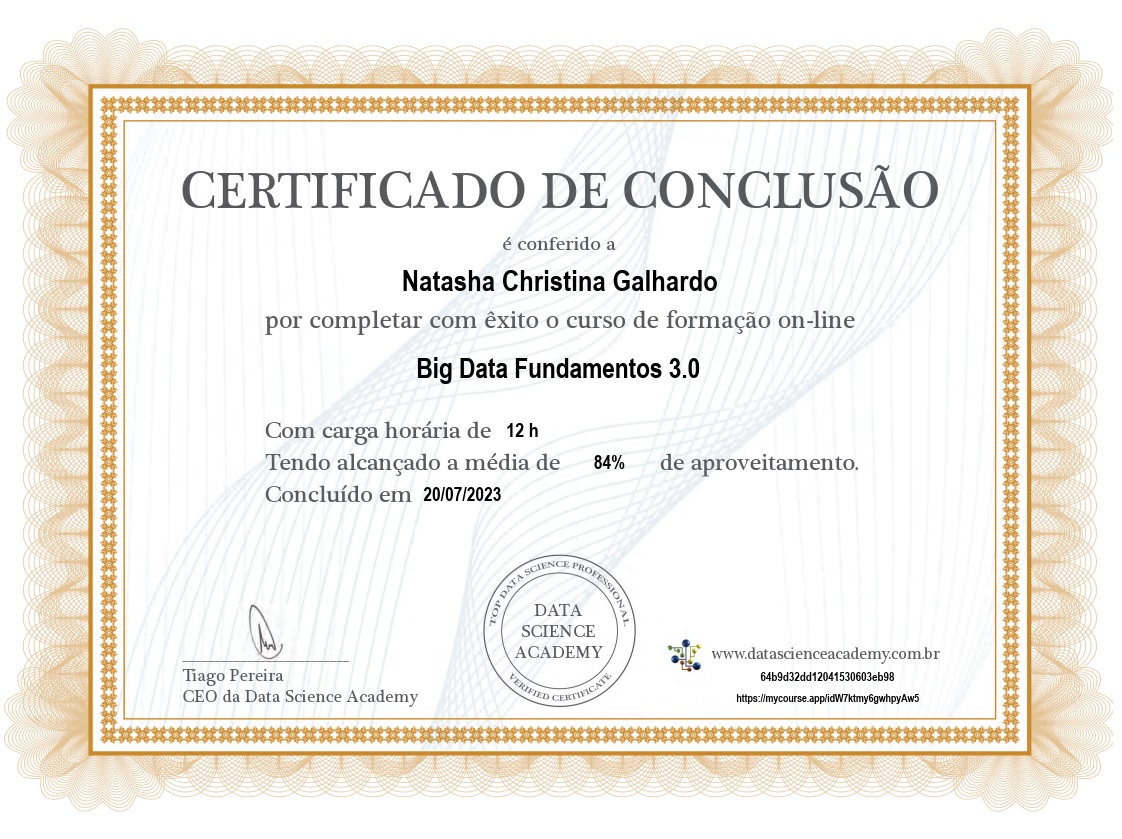 CERTIFICADO DE CONCLUSÃO
é conferido a
Natasha Christina Galhardo
por completar com êxito o curso de formação on-line
Big Data Fundamentos 3.0
Com carga horária de 12 h
Tendo alcançado a média de 84% de aproveitamento.
Concluído em 20/07/2023
TOP DATA SCIENCE PROFESSIONAL
DATA
SCIENCE
ACADEMY
VERIFIED CERTIFICATE
Tiago Pereira
CEO da Data Science Academy
www.datascienceacademy.com.br
64b9d32dd12041530603eb98
https://mycourse.app/idW7ktmy6gwhpyAw5